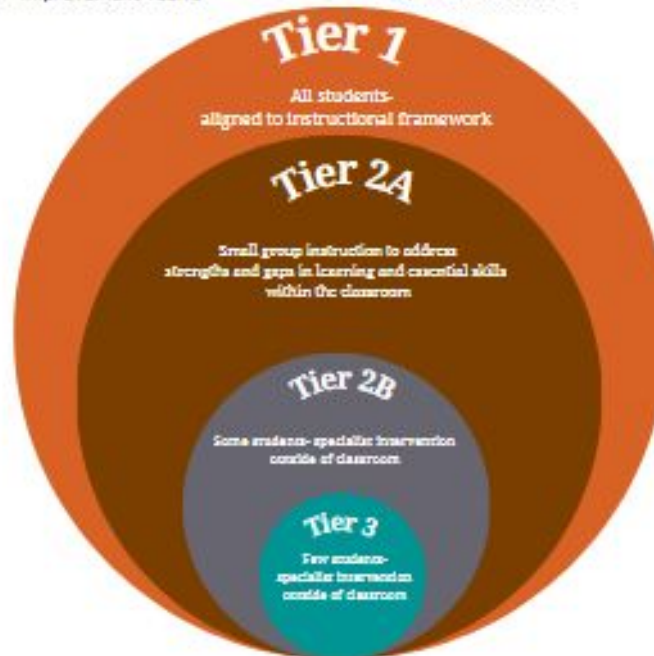 Tier 1
All students-
aligned to instructional framework
Tier 2A
Small group instruction to address
strengths and gaps in learning and essential skills
within the classroom
Tier 2B
Some students- specialist intervention
outside of classroom
Tier 3
Few students-
specialist intervention
outside of classroom